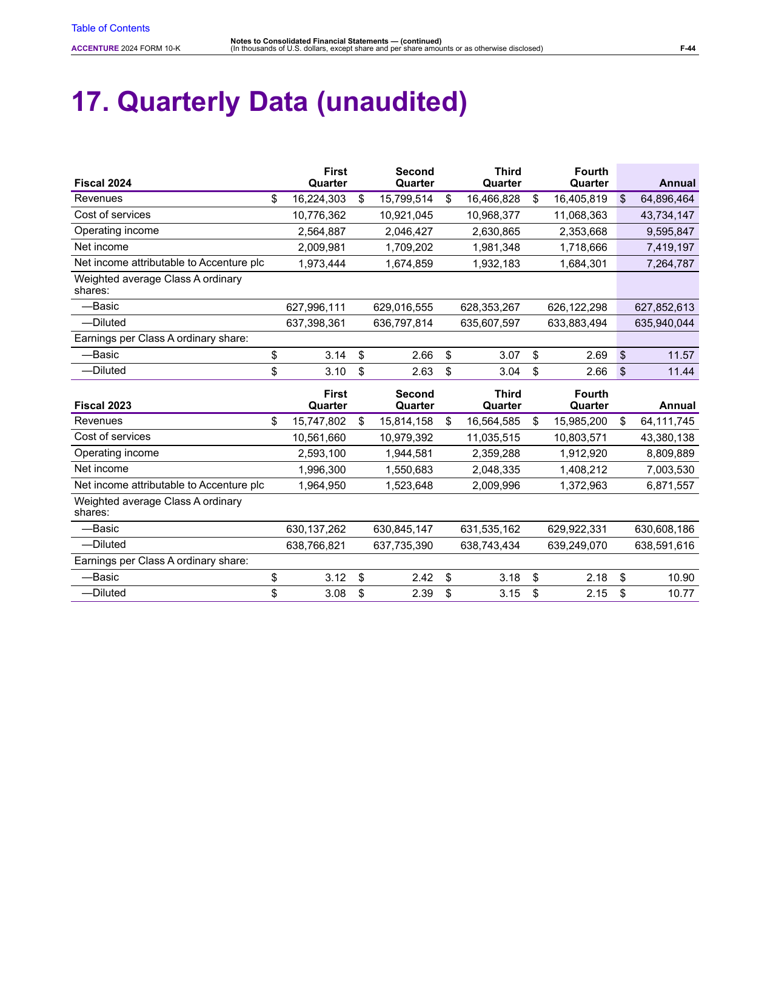 Table of Contents
ACCENTURE 2024 FORM 10-K
Notes to Consolidated Financial Statements — (continued)
(In thousands of U.S. dollars, except share and per share amounts or as otherwise disclosed)
F-44
17. Quarterly Data (unaudited)
Fiscal 2024 First Quarter Second Quarter Third Quarter Fourth Quarter Annual
Revenues $ 16,224,303 $ 15,799,514 $ 16,466,828 $ 16,405,819 $ 64,896,464
Cost of services 10,776,362 10,921,045 10,968,377 11,068,363 43,734,147
Operating income 2,564,887 2,046,427 2,630,865 2,353,668 9,595,847
Net income 2,009,981 1,709,202 1,981,348 1,718,666 7,419,197
Net income attributable to Accenture plc 1,973,444 1,674,859 1,932,183 1,684,301 7,264,787
Weighted average Class A ordinary
shares:
—Basic 627,996,111 629,016,555 628,353,267 626,122,298 627,852,613
—Diluted 637,398,361 636,797,814 635,607,597 633,883,494 635,940,044
Earnings per Class A ordinary share:
—Basic $ 3.14 $ 2.66 $ 3.07 $ 2.69 $ 11.57
—Diluted $ 3.10 $ 2.63 $ 3.04 $ 2.66 $ 11.44
Fiscal 2023 First Quarter Second Quarter Third Quarter Fourth Quarter Annual
Revenues $ 15,747,802 $ 15,814,158 $ 16,564,585 $ 15,985,200 $ 64,111,745
Cost of services 10,561,660 10,979,392 11,035,515 10,803,571 43,380,138
Operating income 2,593,100 1,944,581 2,359,288 1,912,920 8,809,889
Net income 1,996,300 1,550,683 2,048,335 1,408,212 7,003,530
Net income attributable to Accenture plc 1,964,950 1,523,648 2,009,996 1,372,963 6,871,557
Weighted average Class A ordinary
shares:
—Basic 630,137,262 630,845,147 631,535,162 629,922,331 630,608,186
—Diluted 638,766,821 637,735,390 638,743,434 639,249,070 638,591,616
Earnings per Class A ordinary share:
—Basic $ 3.12 $ 2.42 $ 3.18 $ 2.18 $ 10.90
—Diluted $ 3.08 $ 2.39 $ 3.15 $ 2.15 $ 10.77